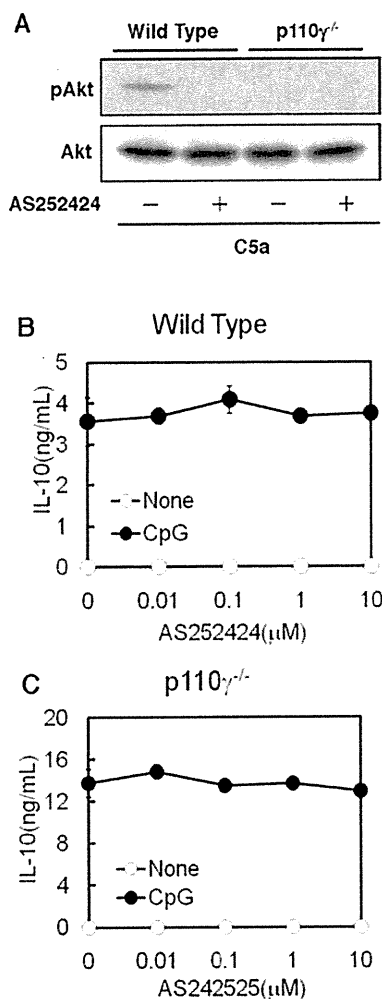 A
Wild Type p110γ-/-
pAkt
Akt
AS252424 − + − +
C5a
B
Wild Type
5
4
3
2
1
0
IL-10(ng/mL)
None
CpG
0 0.01 0.1 1 10
AS252424(μM)
C
p110γ-/-
20
16
12
8
4
0
IL-10(ng/mL)
None
CpG
0 0.01 0.1 1 10
AS242525(μM)